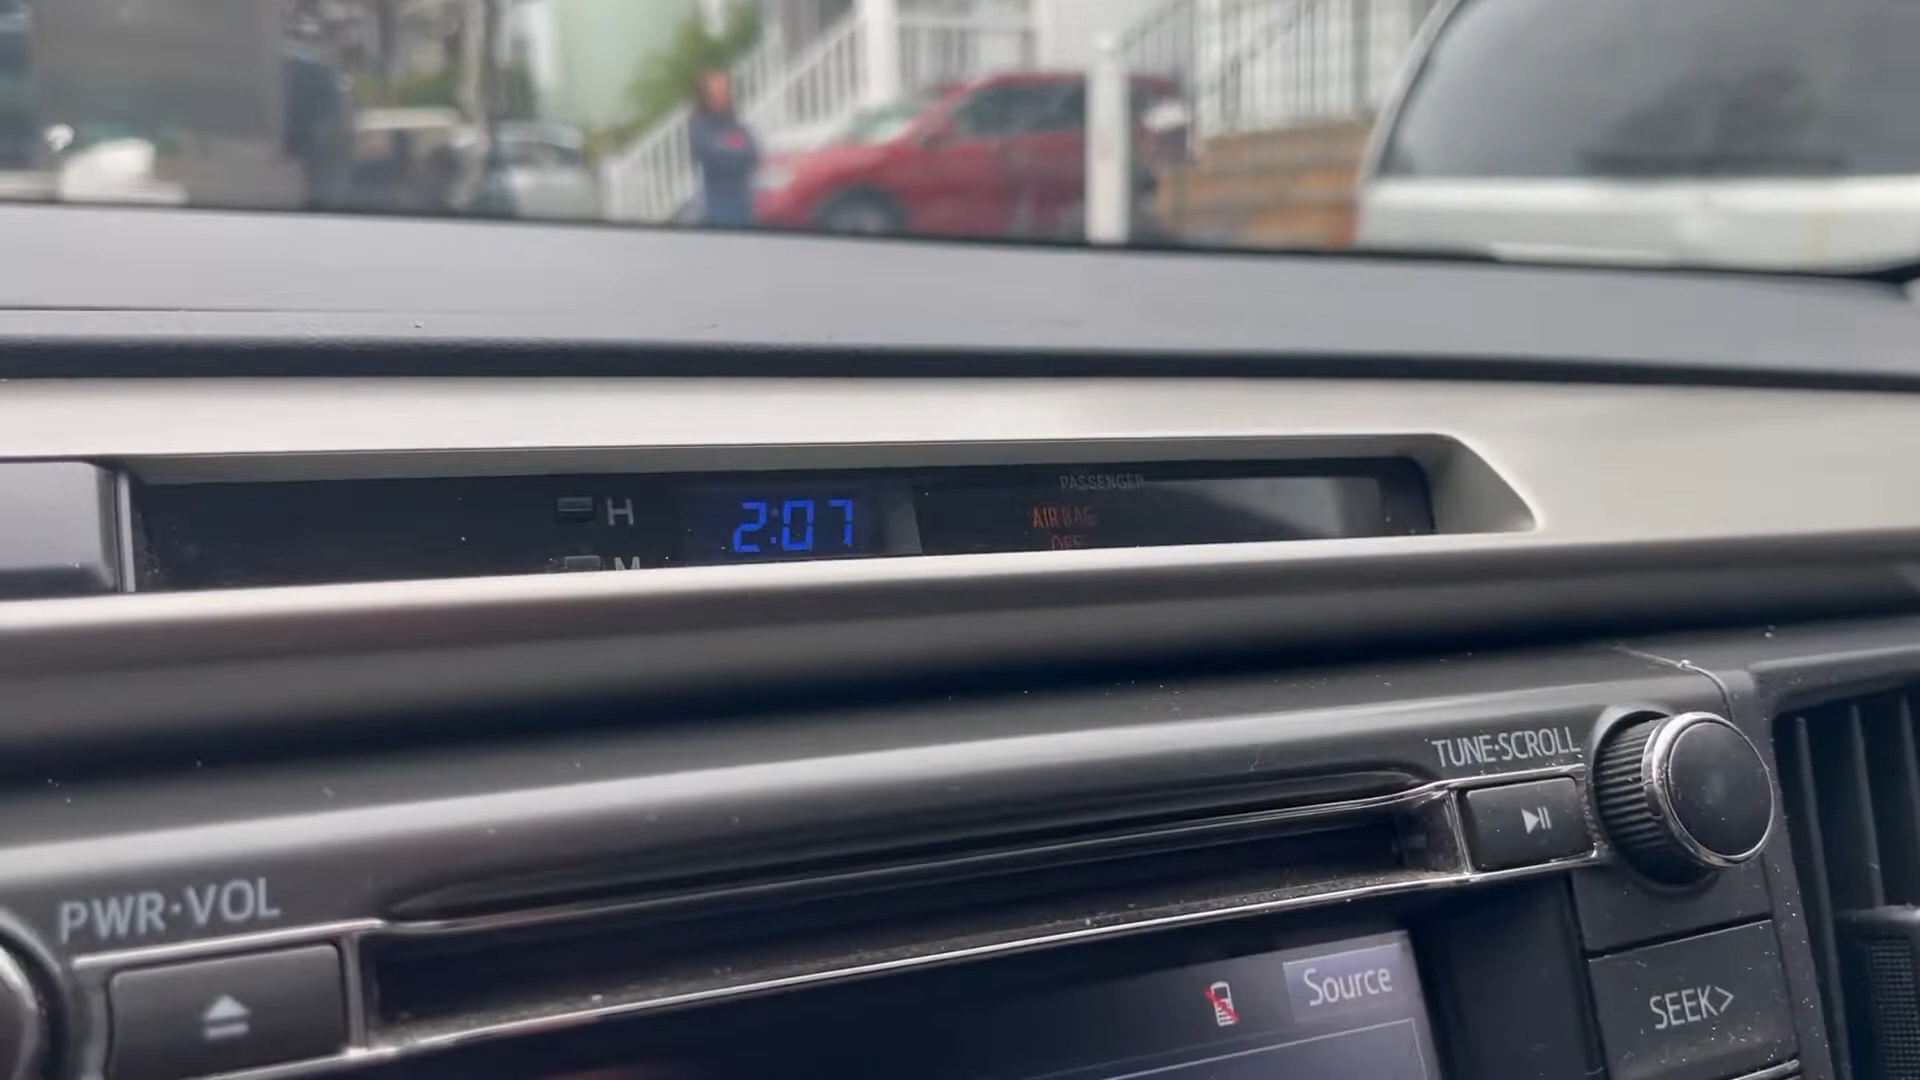 PASSENGER
H 2:07 AIR BAG
M OFF
TUNE·SCROLL
PWR·VOL
Source
SEEK>